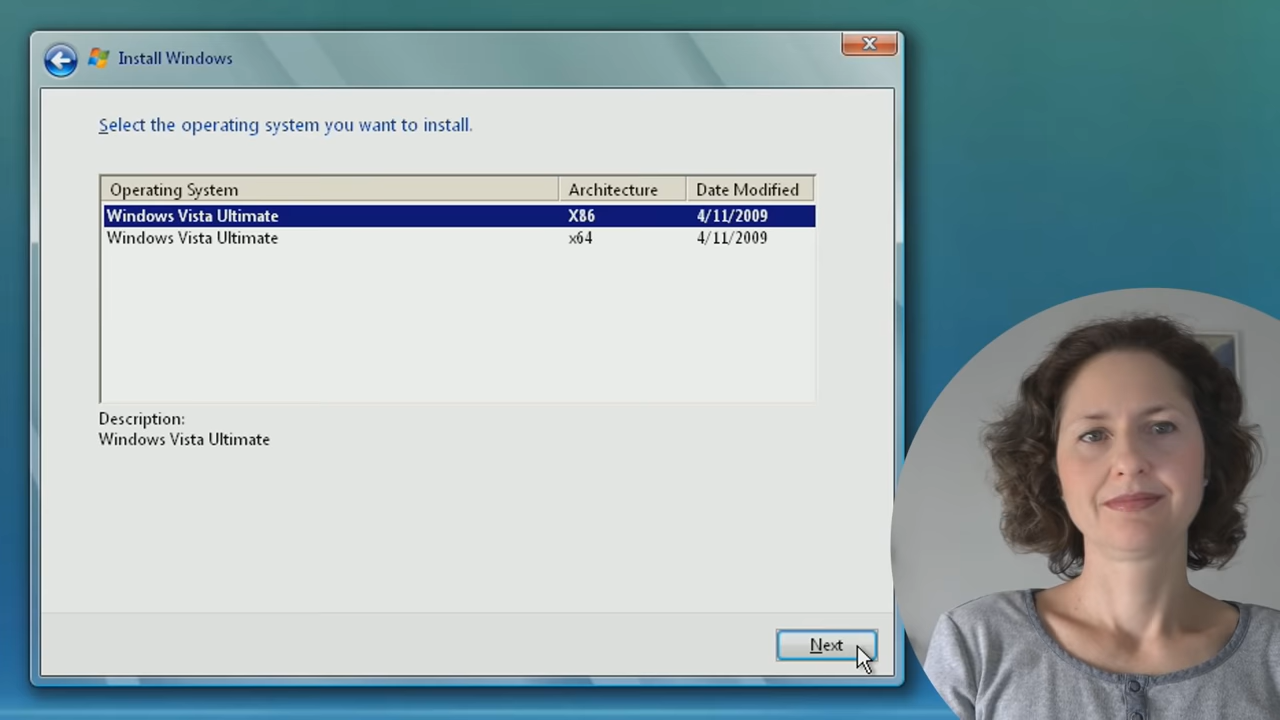 Install Windows
Select the operating system you want to install.
Operating System Architecture Date Modified
Windows Vista Ultimate X86 4/11/2009
Windows Vista Ultimate x64 4/11/2009
Description:
Windows Vista Ultimate
Next